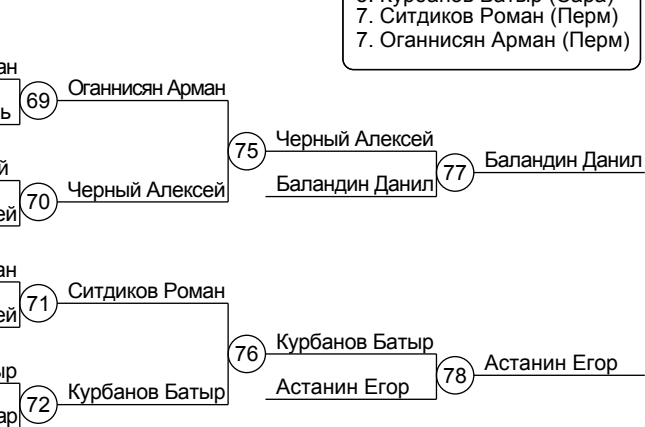 7. Ситдиков Роман (Перм)
7. Оганнисян Арман (Перм)
69
Оганнисян Арман
75
Черный Алексей
Баландин Данил
77
Баландин Данил
70
Черный Алексей
71
Ситдиков Роман
76
Курбанов Батыр
Астанин Егор
78
Астанин Егор
72
Курбанов Батыр